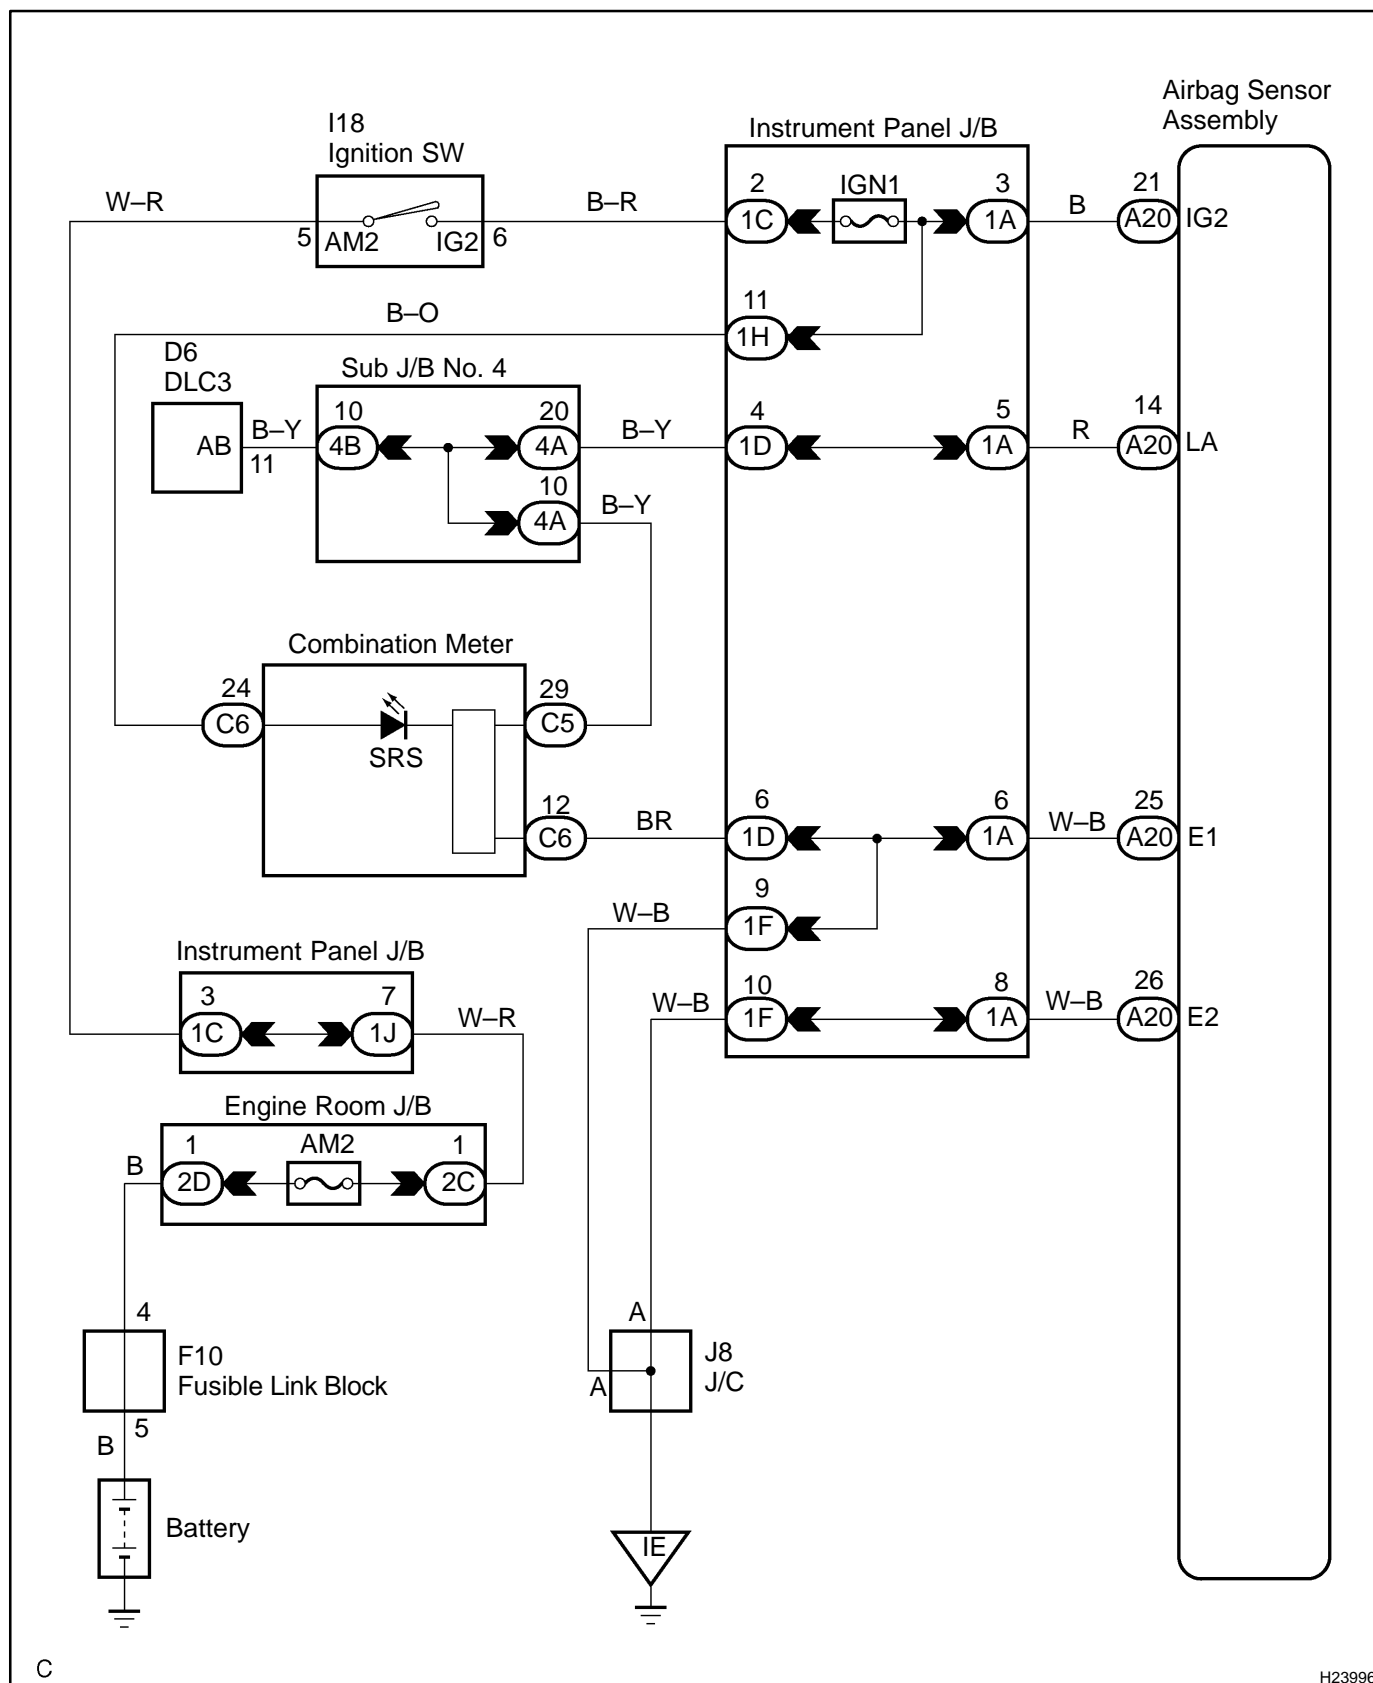 Airbag Sensor
Assembly
I18
Ignition SW
Instrument Panel J/B
W–R
B–R
2
IGN1
3
B
21
1C
1A
A20
IG2
5
AM2
IG2
6
B–O
11
1H
D6
DLC3
Sub J/B No. 4
AB
B–Y
11
10
4B
20
4A
B–Y
4
1D
5
1A
R
14
A20
LA
10
4A
B–Y
Combination Meter
24
C6
SRS
29
C5
12
C6
BR
6
1D
6
1A
W–B
25
A20
E1
9
1F
W–B
Instrument Panel J/B
3
1C
7
1J
W–R
W–B
10
1F
8
1A
W–B
26
A20
E2
Engine Room J/B
B
1
2D
AM2
1
2C
4
F10
Fusible Link Block
5
B
A
A
J8
J/C
Battery
IE
C
H23996